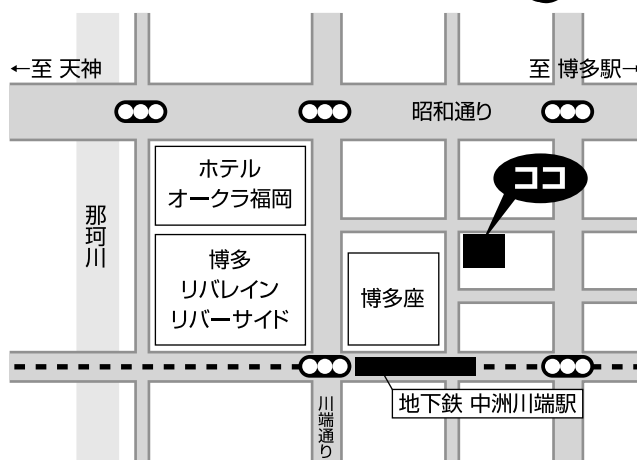 ←至 天神
至 博多駅→
昭和通り
ホテル
オークラ福岡
ココ
那珂川
博多
リバレイン
リバーサイド
博多座
地下鉄 中洲川端駅
川端通り